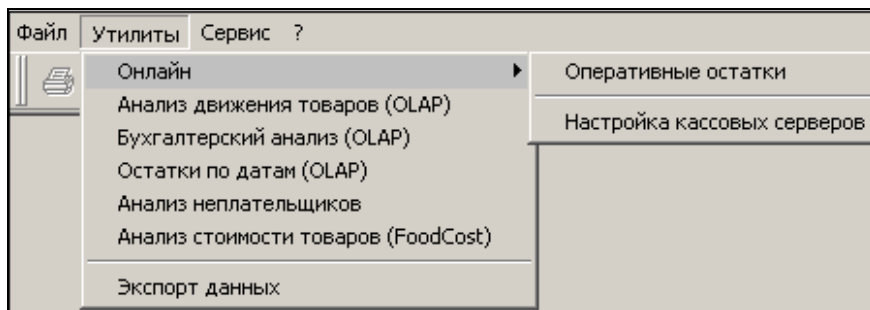 Файл Утилиты Сервис ?
Онлайн
Анализ движения товаров (OLAP)
Бухгалтерский анализ (OLAP)
Остатки по датам (OLAP)
Анализ неплательщиков
Анализ стоимости товаров (FoodCost)
Экспорт данных
Оперативные остатки
Настройка кассовых серверов